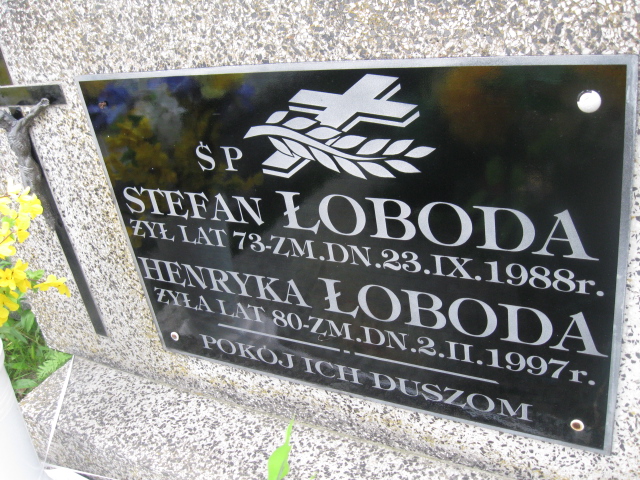 ŚP
STEFAN ŁOBODA
ŻYŁ LAT 73-ZM.DN.23.IX.1988r.
HENRYKA ŁOBODA
ŻYŁA LAT 80-ZM.DN.2.II.1997r.
POKÓJ ICH DUSZOM